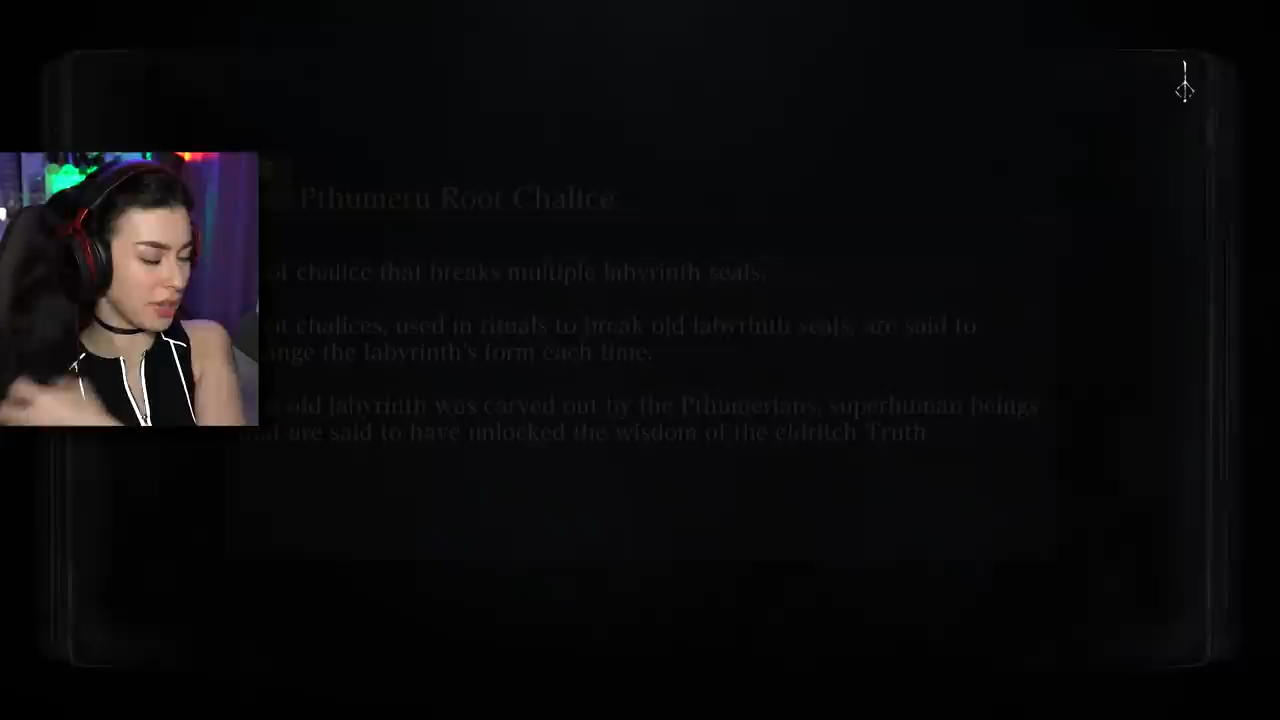 Pthumeru Root Chalice
chalice that breaks multiple labyrinth seals.
chalices, used in rituals to break old labyrinth seals, are said to
the labyrinth's form each time.
old labyrinth was carved out by the Pthumerians, superhuman beings
are said to have unlocked the wisdom of the eldritch Truth